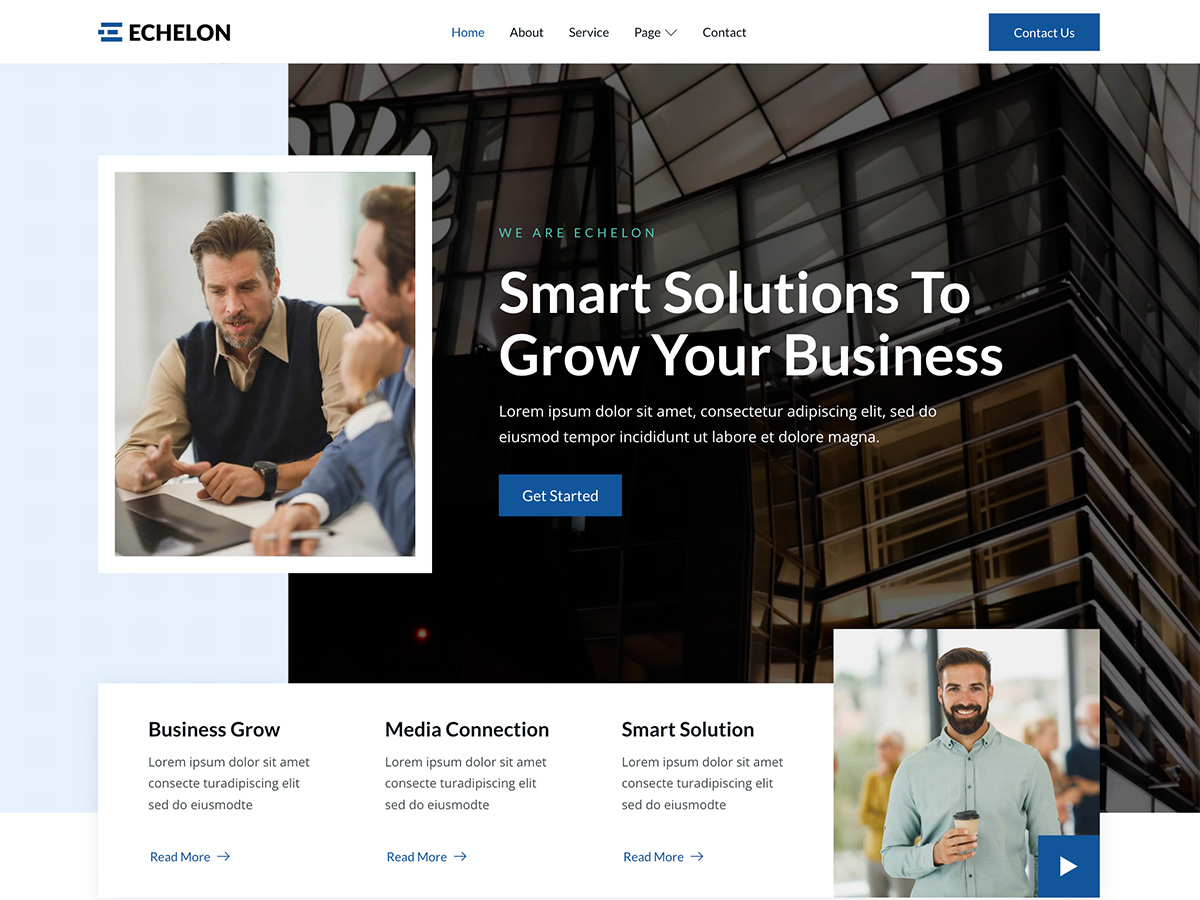 ECHELON
Home About Service Page Contact
Contact Us
WE ARE ECHELON
Smart Solutions To
Grow Your Business
Lorem ipsum dolor sit amet, consectetur adipiscing elit, sed do
eiusmod tempor incididunt ut labore et dolore magna.
Get Started
Business Grow
Lorem ipsum dolor sit amet
consecte turadipiscing elit
sed do eiusmodte
Read More
Media Connection
Lorem ipsum dolor sit amet
consecte turadipiscing elit
sed do eiusmodte
Read More
Smart Solution
Lorem ipsum dolor sit amet
consecte turadipiscing elit
sed do eiusmodte
Read More